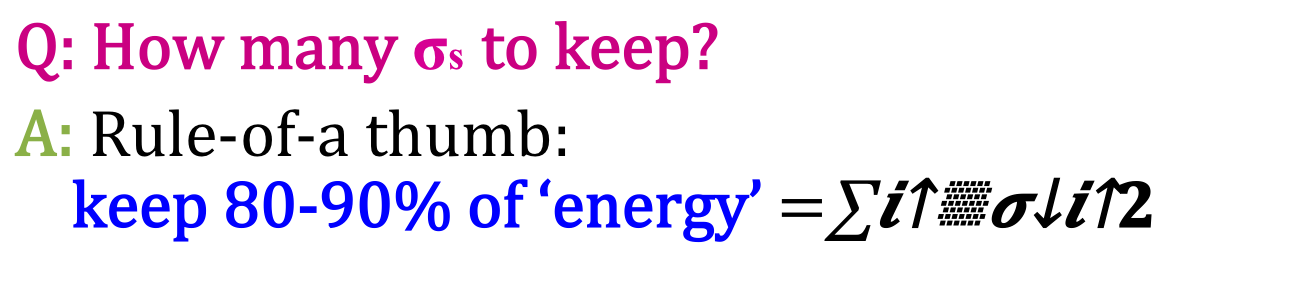 Q: How many σs to keep?
A: Rule-of-a thumb:
keep 80-90% of ‘energy’ =∑𝒊↑▒𝝈↓𝒊↑𝟐